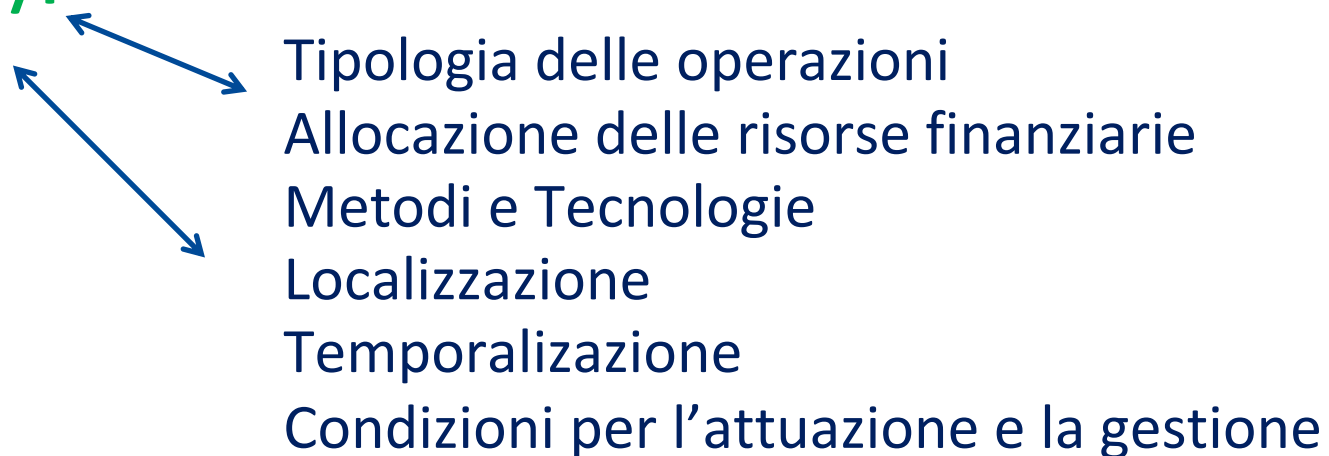 Tipologia delle operazioni
Allocazione delle risorse finanziarie
Metodi e Tecnologie
Localizzazione
Temporalizazione
Condizioni per l’attuazione e la gestione